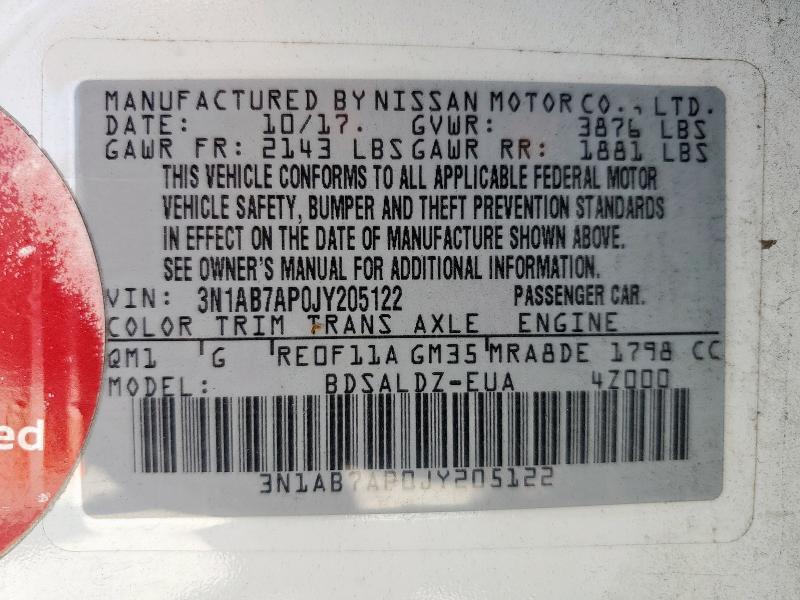 MANUFACTURED BY NISSAN MOTOR CO., LTD.
DATE: 10/17. GVWR: 3876 LBS
GAWR FR: 2143 LBS GAWR RR: 1881 LBS
THIS VEHICLE CONFORMS TO ALL APPLICABLE FEDERAL MOTOR
VEHICLE SAFETY, BUMPER AND THEFT PREVENTION STANDARDS
IN EFFECT ON THE DATE OF MANUFACTURE SHOWN ABOVE.
SEE OWNER'S MANUAL FOR ADDITIONAL INFORMATION.
VIN: 3N1AB7AP0JY205122 PASSENGER CAR.
COLOR TRIM TRANS AXLE ENGINE
QM1 G RE0F11A GM35 MRA8DE 1798 CC
MODEL: BDSALDZ-EUA 4Z000
3N1AB7AP0JY205122
ed